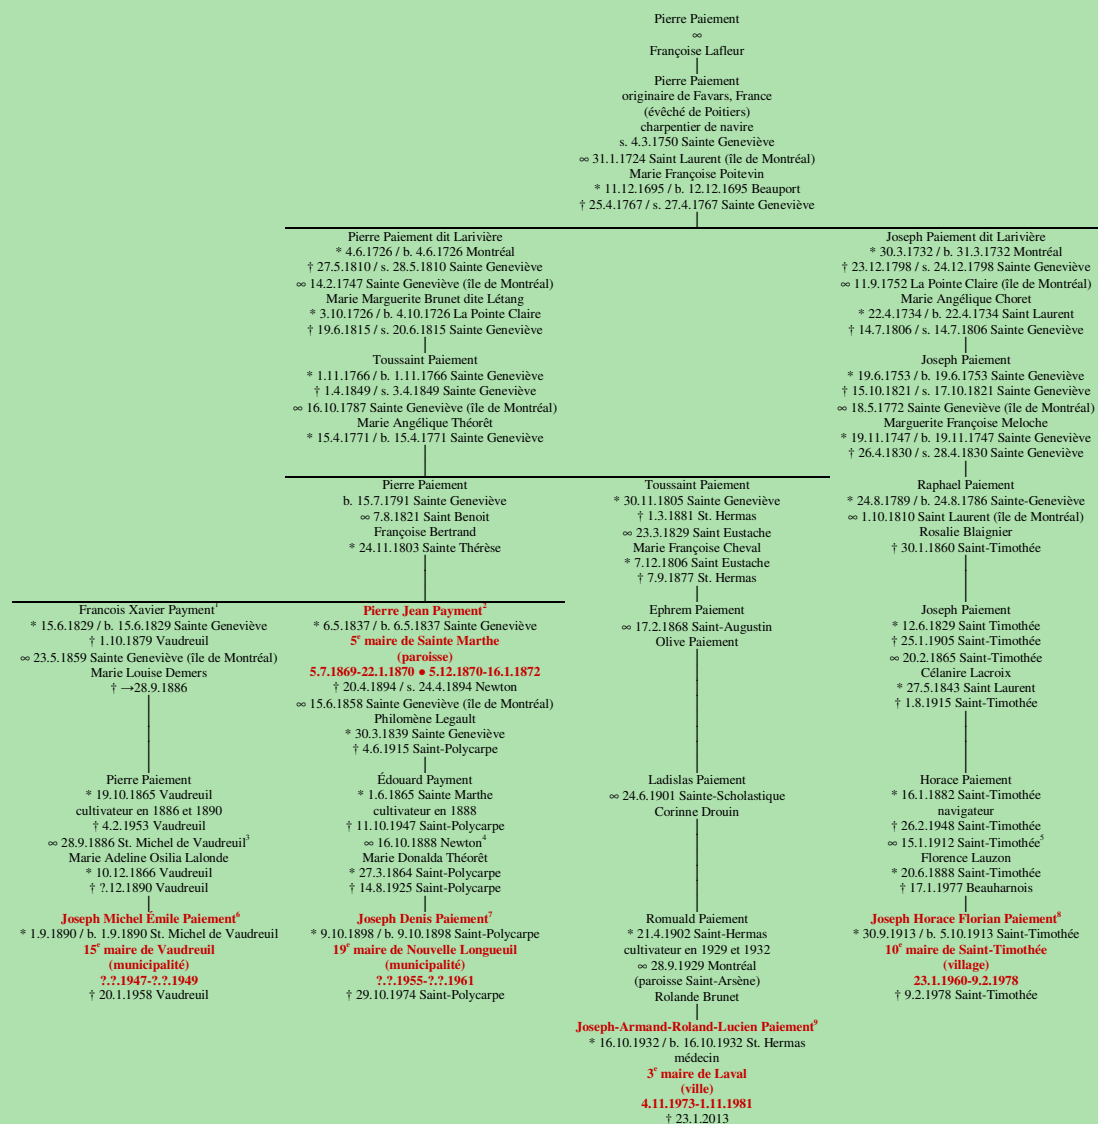 Pierre Paiement
∞
Françoise Lafleur
Pierre Paiement
originaire de Favars, France
(évêché de Poitiers)
charpentier de navire
s. 4.3.1750 Sainte Geneviève
∞ 31.1.1724 Saint Laurent (île de Montréal)
Marie Françoise Poitevin
* 11.12.1695 / b. 12.12.1695 Beauport
† 25.4.1767 / s. 27.4.1767 Sainte Geneviève
Pierre Paiement dit Larivière
* 4.6.1726 / b. 4.6.1726 Montréal
† 27.5.1810 / s. 28.5.1810 Sainte Geneviève
∞ 14.2.1747 Sainte Geneviève (île de Montréal)
Marie Marguerite Brunet dite Létang
* 3.10.1726 / b. 4.10.1726 La Pointe Claire
† 19.6.1815 / s. 20.6.1815 Sainte Geneviève
Joseph Paiement dit Larivière
* 30.3.1732 / b. 31.3.1732 Montréal
† 23.12.1798 / s. 24.12.1798 Sainte Geneviève
∞ 11.9.1752 La Pointe Claire (île de Montréal)
Marie Angélique Choret
* 22.4.1734 / b. 22.4.1734 Saint Laurent
† 14.7.1806 / s. 14.7.1806 Sainte Geneviève
Toussaint Paiement
* 1.11.1766 / b. 1.11.1766 Sainte Geneviève
† 1.4.1849 / s. 3.4.1849 Sainte Geneviève
∞ 16.10.1787 Sainte Geneviève (île de Montréal)
Marie Angélique Théorêt
* 15.4.1771 / b. 15.4.1771 Sainte Geneviève
Joseph Paiement
* 19.6.1753 / b. 19.6.1753 Sainte Geneviève
† 15.10.1821 / s. 17.10.1821 Sainte Geneviève
∞ 18.5.1772 Sainte Geneviève (île de Montréal)
Marguerite Françoise Meloche
* 19.11.1747 / b. 19.11.1747 Sainte Geneviève
† 26.4.1830 / s. 28.4.1830 Sainte Geneviève
Pierre Paiement
b. 15.7.1791 Sainte Geneviève
∞ 7.8.1821 Saint Benoit
Françoise Bertrand
* 24.11.1803 Sainte Thérèse
Toussaint Paiement
* 30.11.1805 Sainte Geneviève
† 1.3.1881 St. Hermas
∞ 23.3.1829 Saint Eustache
Marie Françoise Cheval
* 7.12.1806 Saint Eustache
† 7.9.1877 St. Hermas
Raphael Paiement
* 24.8.1789 / b. 24.8.1786 Sainte-Geneviève
∞ 1.10.1810 Saint Laurent (île de Montréal)
Rosalie Blaignier
† 30.1.1860 Saint-Timothée
Francois Xavier Payment¹
* 15.6.1829 / b. 15.6.1829 Sainte Geneviève
† 1.10.1879 Vaudreuil
∞ 23.5.1859 Sainte Geneviève (île de Montréal)
Marie Louise Demers
† →28.9.1886
Pierre Jean Payment²
* 6.5.1837 / b. 6.5.1837 Sainte Geneviève
5ᵉ maire de Sainte Marthe
(paroisse)
5.7.1869-22.1.1870 ● 5.12.1870-16.1.1872
† 20.4.1894 / s. 24.4.1894 Newton
∞ 15.6.1858 Sainte Geneviève (île de Montréal)
Philomène Legault
* 30.3.1839 Sainte Geneviève
† 4.6.1915 Saint-Polycarpe
Ephrem Paiement
∞ 17.2.1868 Saint-Augustin
Olive Paiement
Joseph Paiement
* 12.6.1829 Saint Timothée
† 25.1.1905 Saint-Timothée
∞ 20.2.1865 Saint-Timothée
Célanire Lacroix
* 27.5.1843 Saint Laurent
† 1.8.1915 Saint-Timothée
Pierre Paiement
* 19.10.1865 Vaudreuil
cultivateur en 1886 et 1890
† 4.2.1953 Vaudreuil
∞ 28.9.1886 St. Michel de Vaudreuil³
Marie Adeline Osilia Lalonde
* 10.12.1866 Vaudreuil
† ?.12.1890 Vaudreuil
Édouard Payment
* 1.6.1865 Sainte Marthe
cultivateur en 1888
† 11.10.1947 Saint-Polycarpe
∞ 16.10.1888 Newton⁴
Marie Donalda Théorêt
* 27.3.1864 Saint-Polycarpe
† 14.8.1925 Saint-Polycarpe
Ladislas Paiement
∞ 24.6.1901 Sainte-Scholastique
Corinne Drouin
Horace Paiement
* 16.1.1882 Saint-Timothée
navigateur
† 26.2.1948 Saint-Timothée
∞ 15.1.1912 Saint-Timothée⁵
Florence Lauzon
* 20.6.1888 Saint-Timothée
† 17.1.1977 Beauharnois
Joseph Michel Émile Paiement⁶
* 1.9.1890 / b. 1.9.1890 St. Michel de Vaudreuil
15ᵉ maire de Vaudreuil
(municipalité)
?.?.1947-?.?.1949
† 20.1.1958 Vaudreuil
Joseph Denis Paiement⁷
* 9.10.1898 / b. 9.10.1898 Saint-Polycarpe
19ᵉ maire de Nouvelle Longueuil
(municipalité)
?.?.1955-?.?.1961
† 29.10.1974 Saint-Polycarpe
Romuald Paiement
* 21.4.1902 Saint-Hermas
cultivateur en 1929 et 1932
∞ 28.9.1929 Montréal
(paroisse Saint-Arsène)
Rolande Brunet
Joseph Horace Florian Paiement⁸
* 30.9.1913 / b. 5.10.1913 Saint-Timothée
10ᵉ maire de Saint-Timothée
(village)
23.1.1960-9.2.1978
† 9.2.1978 Saint-Timothée
Joseph-Armand-Roland-Lucien Paiement⁹
* 16.10.1932 / b. 16.10.1932 St. Hermas
médecin
3ᵉ maire de Laval
(ville)
4.11.1973-1.11.1981
† 23.1.2013